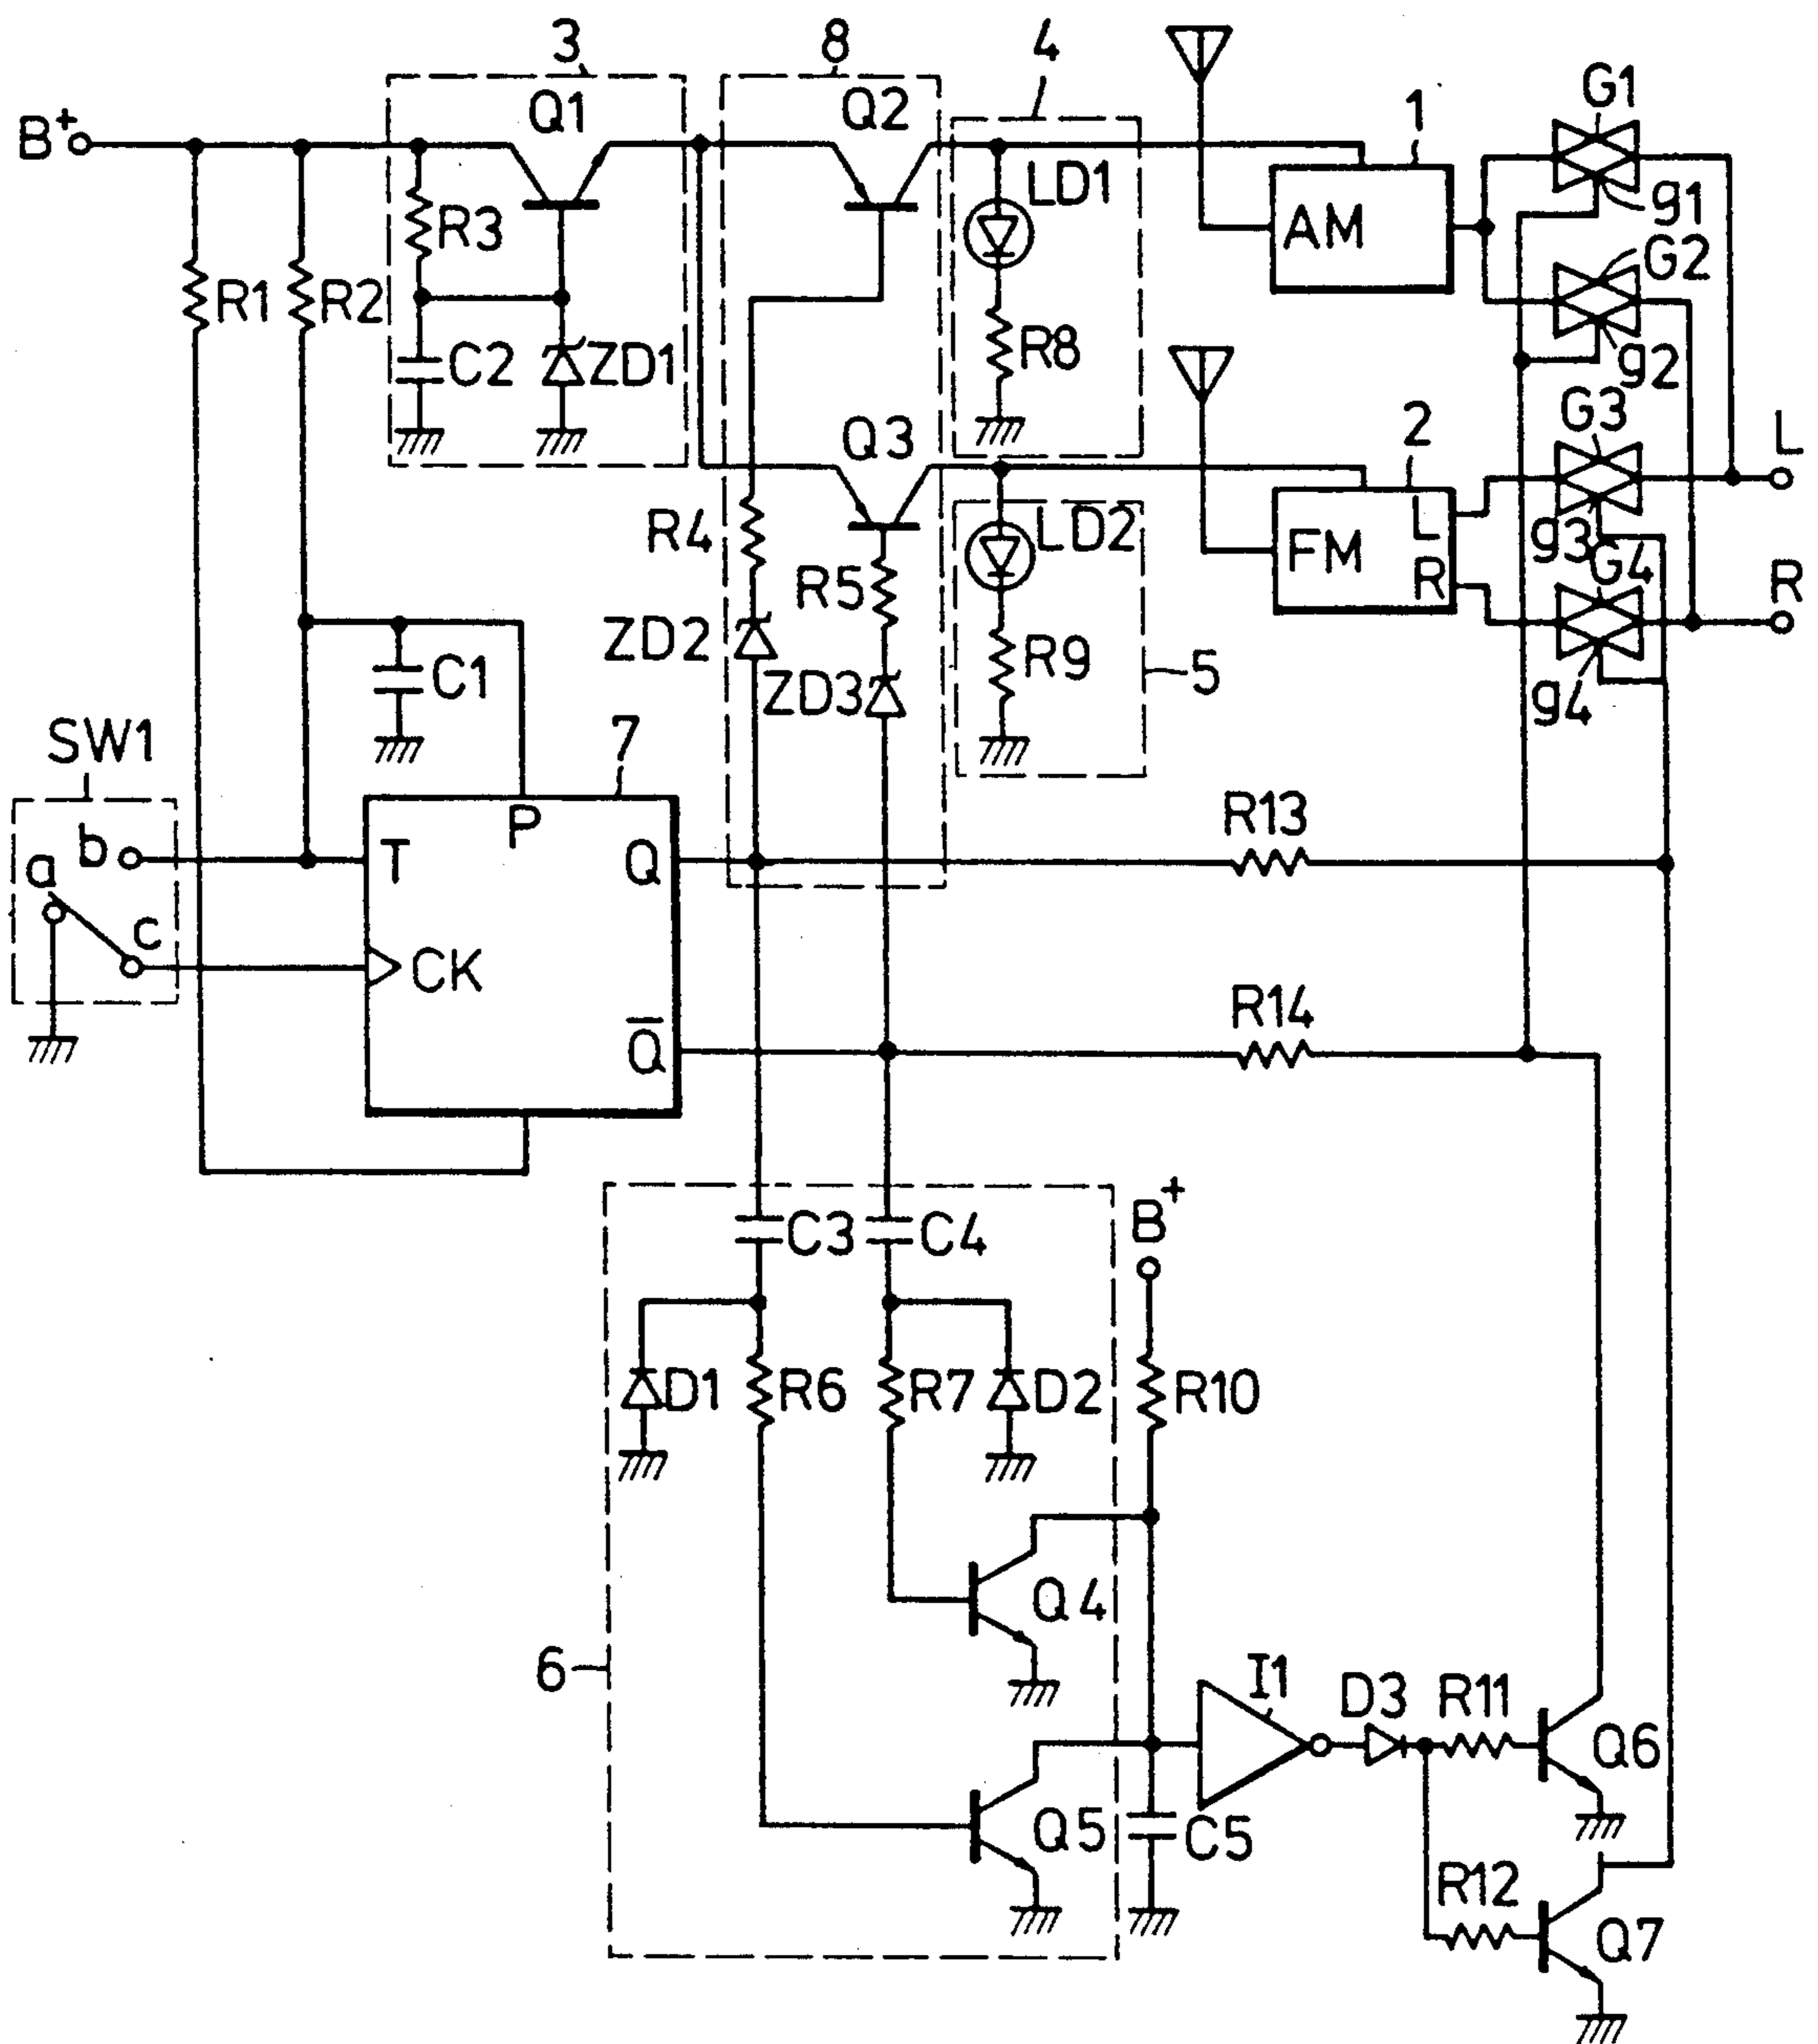 3
8
4
B+
Q1
Q2
LD1
1
G1
R3
AM
g1
R1
R2
C2
ZD1
R8
G2
g2
Q3
2
G3
L
R4
LD2
FM
L
R
g3
G4
R
R5
ZD2
C1
ZD3
R9
5
g4
SW1
7
b
T
P
Q
R13
a
c
CK
Q̅
R14
B+
C3
C4
D1
R6
R7
D2
R10
Q4
6
I1
D3
R11
Q6
Q5
C5
R12
Q7